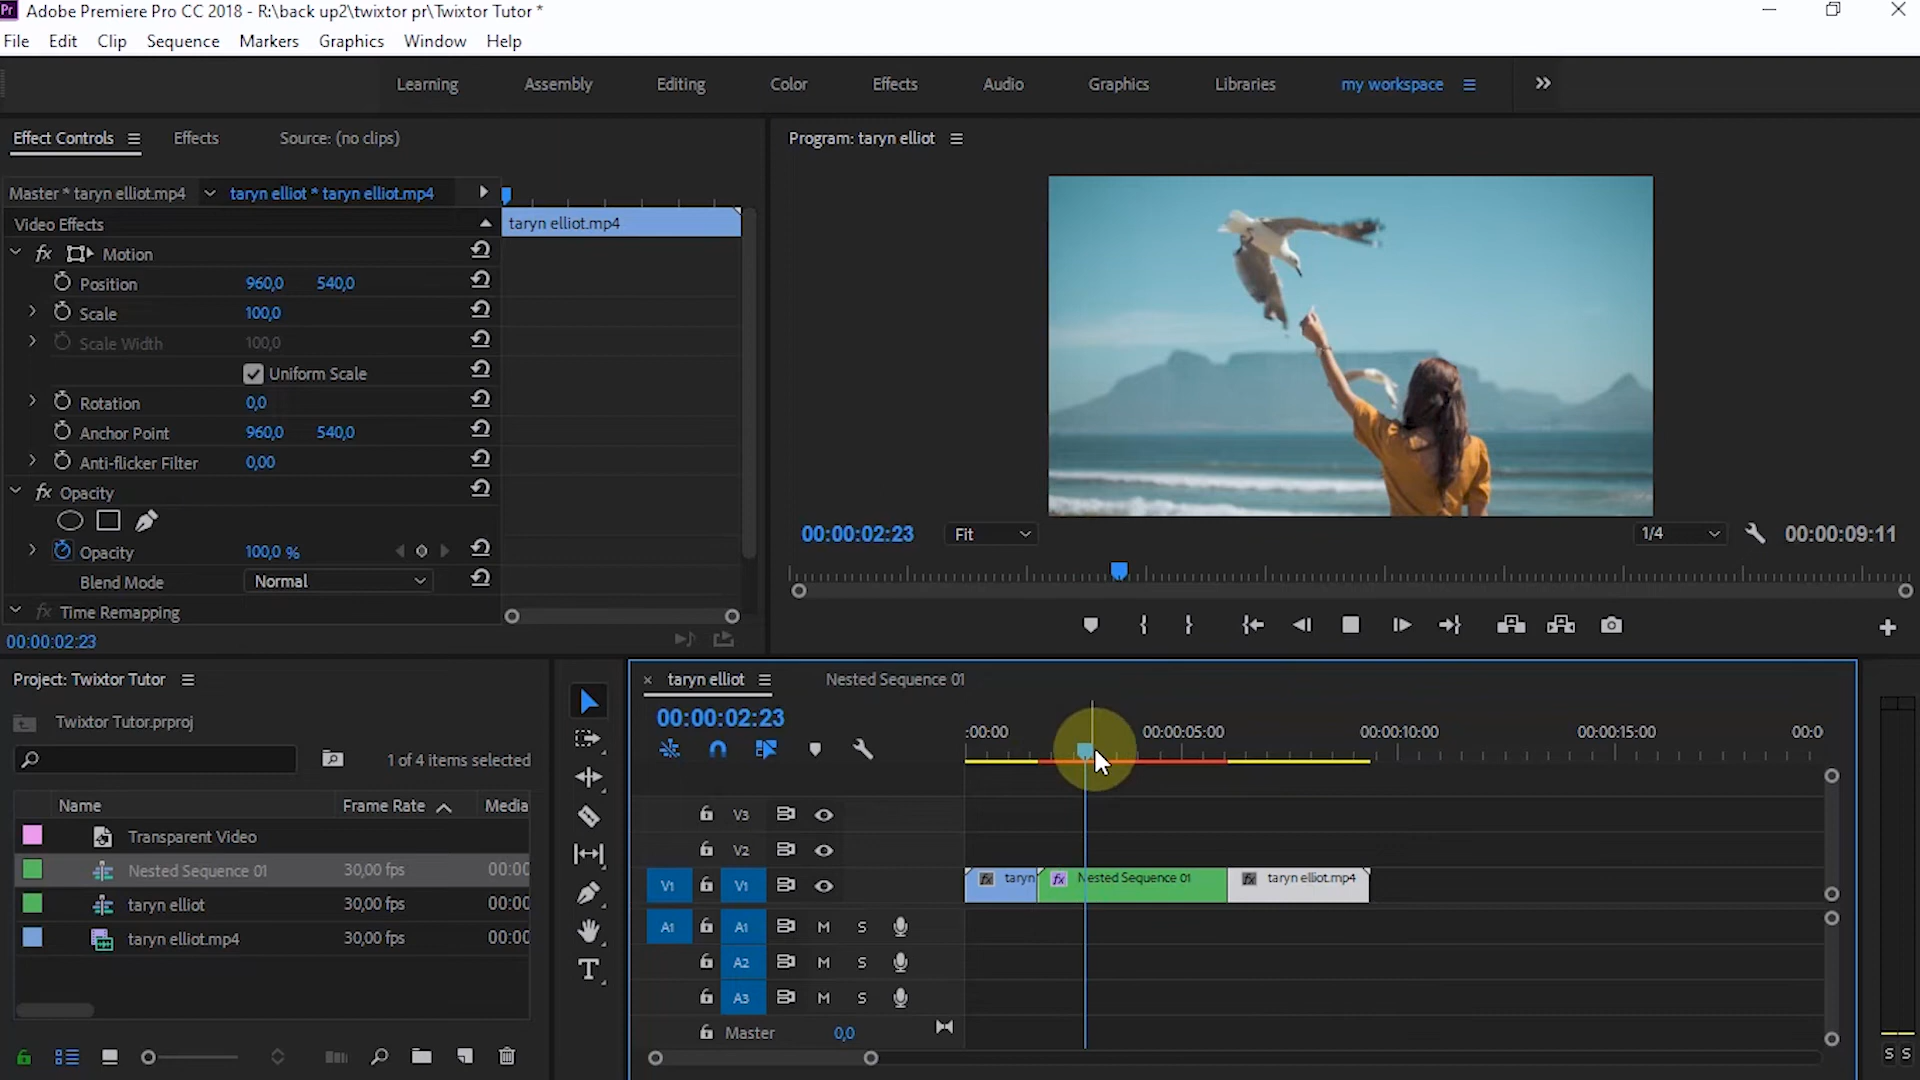 Pr Adobe Premiere Pro CC 2018 - R:\back up2\twixtor pr\Twixtor Tutor *
File Edit Clip Sequence Markers Graphics Window Help
Learning Assembly Editing Color Effects Audio Graphics Libraries my workspace
Effect Controls Effects Source: (no clips)
Program: taryn elliot
Master * taryn elliot.mp4 taryn elliot * taryn elliot.mp4
Video Effects
taryn elliot.mp4
fx Motion
Position 960,0 540,0
Scale 100,0
Scale Width 100,0
Uniform Scale
Rotation 0,0
Anchor Point 960,0 540,0
Anti-flicker Filter 0,00
fx Opacity
Opacity 100,0 %
Blend Mode Normal
fx Time Remapping
00:00:02:23
00:00:02:23 Fit 1/4 00:00:09:11
Project: Twixtor Tutor
Twixtor Tutor.prproj
1 of 4 items selected
Name Frame Rate Media
Transparent Video
Nested Sequence 01 30,00 fps 00:00
taryn elliot 30,00 fps 00:00
taryn elliot.mp4 30,00 fps 00:00
taryn elliot Nested Sequence 01
00:00:02:23
:00:00 00:00:05:00 00:00:10:00 00:00:15:00 00:0
V3
V2
V1 V1 fx taryn fx Nested Sequence 01 fx taryn elliot.mp4
A1 A1 M S
A2 M S
A3 M S
Master 0,0
S S